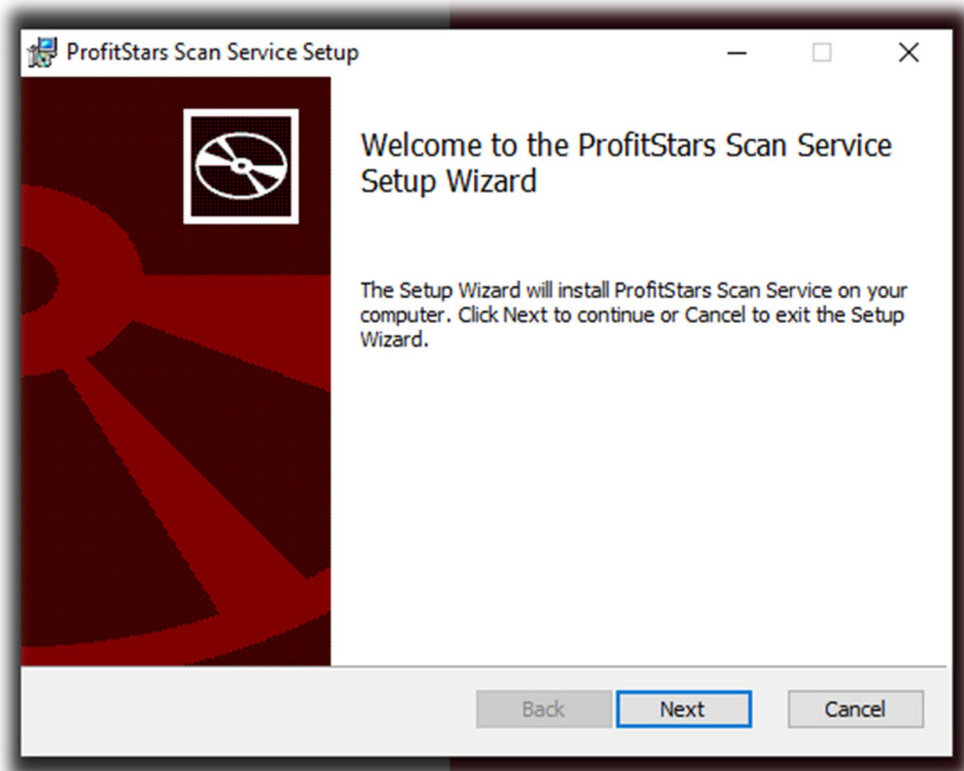 ProfitStars Scan Service Setup
Welcome to the ProfitStars Scan Service
Setup Wizard
The Setup Wizard will install ProfitStars Scan Service on your
computer. Click Next to continue or Cancel to exit the Setup
Wizard.
Back
Next
Cancel